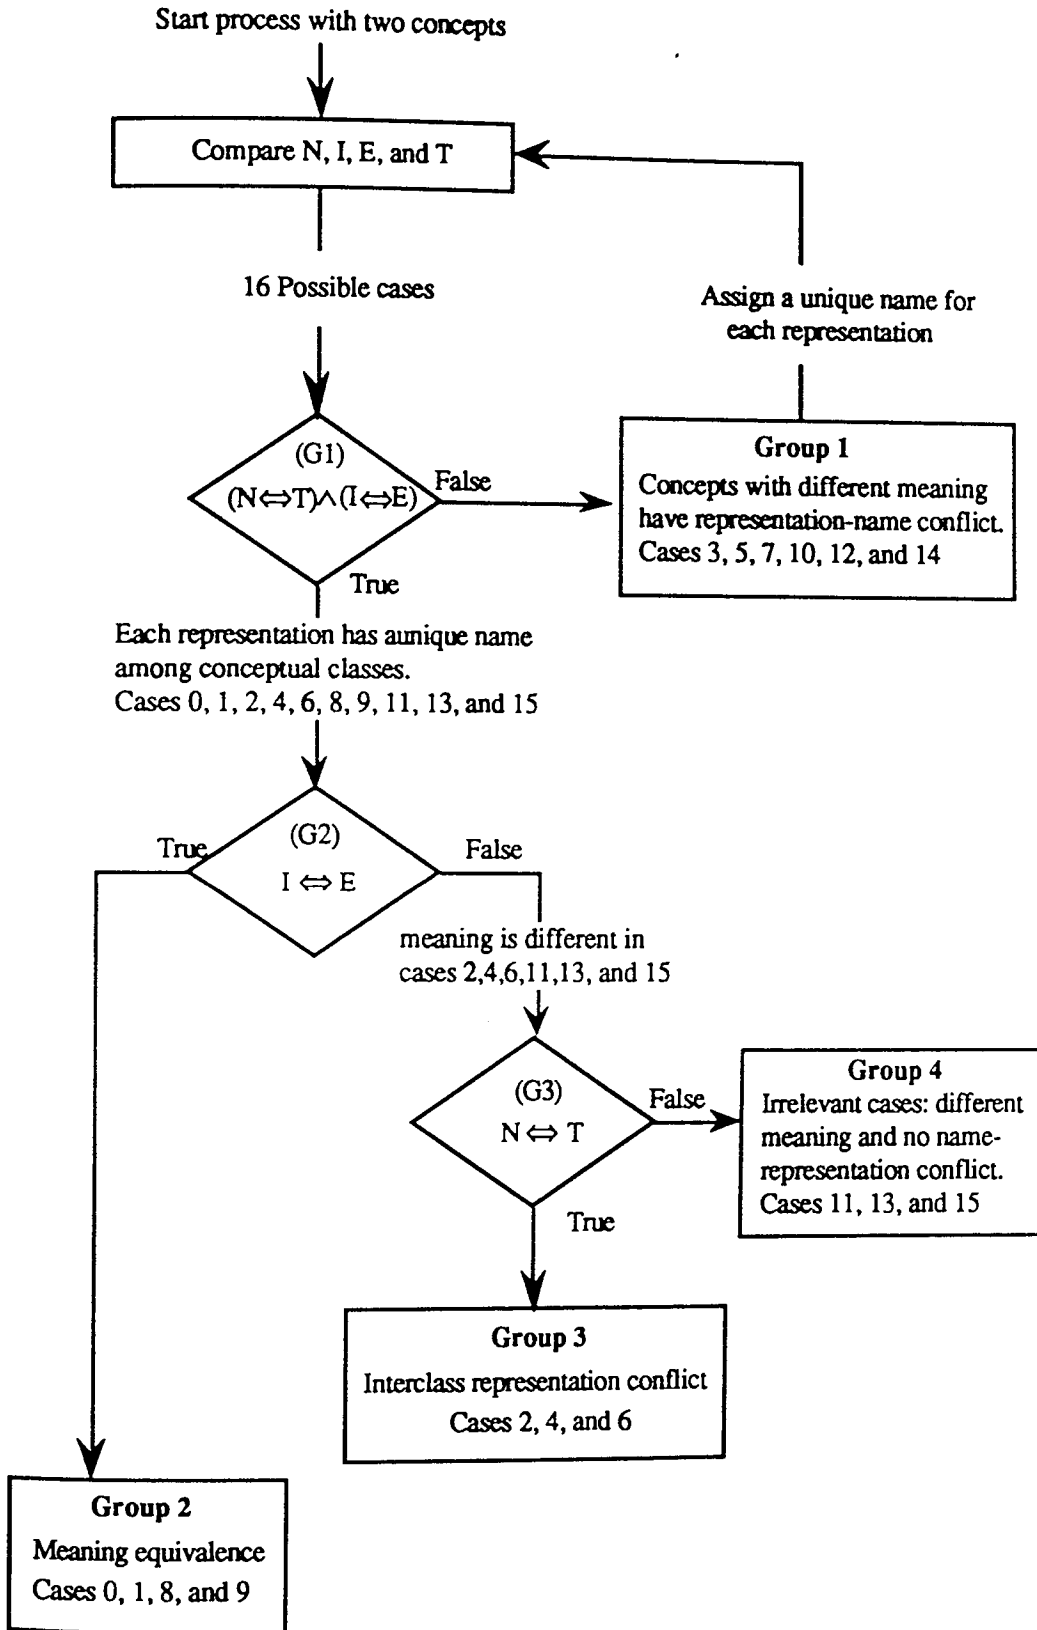 Start process with two concepts
Compare N, I, E, and T
16 Possible cases
Assign a unique name for
each representation
(G1)
(N⇔T)∧(I⇔E)
False
True
Group 1
Concepts with different meaning
have representation-name conflict.
Cases 3, 5, 7, 10, 12, and 14
Each representation has aunique name
among conceptual classes.
Cases 0, 1, 2, 4, 6, 8, 9, 11, 13, and 15
(G2)
I ⇔ E
True
False
meaning is different in
cases 2,4,6,11,13, and 15
(G3)
N ⇔ T
False
True
Group 4
Irrelevant cases: different
meaning and no name-
representation conflict.
Cases 11, 13, and 15
Group 3
Interclass representation conflict
Cases 2, 4, and 6
Group 2
Meaning equivalence
Cases 0, 1, 8, and 9